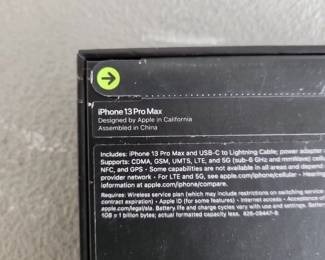 iPhone 13 Pro Max
Designed by Apple in California
Assembled in China
Includes: iPhone 13 Pro Max and USB-C to Lightning Cable; power adapter
Supports: CDMA, GSM, UMTS, LTE, and 5G (sub-6 GHz and mmWave) cellular
NFC, and GPS • Some capabilities are not available in all areas and depend
provider network • For LTE and 5G, see apple.com/iphone/cellular • Hearing
information at apple.com/iphone/compare.
Requires: Wireless service plan (which may include restrictions on switching service
contract expiration) • Apple ID (for some features) • Internet access • Acceptance of
apple.com/legal/sla. Battery life and charge cycles vary with use and settings. Battery
1GB = 1 billion bytes; actual formatted capacity less.